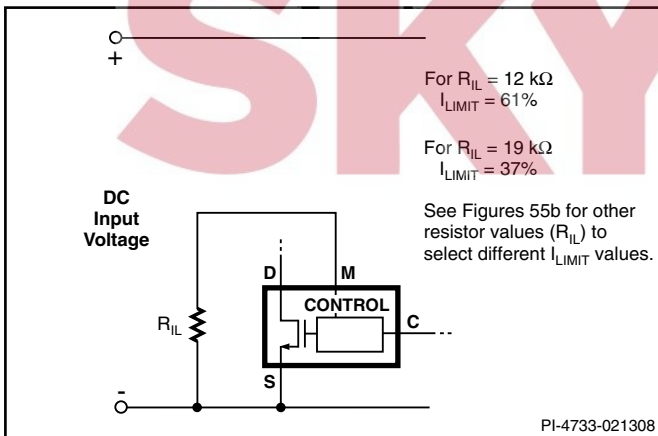 SKY
+
For R_IL = 12 kΩ
I_LIMIT = 61%
For R_IL = 19 kΩ
I_LIMIT = 37%
See Figures 55b for other
resistor values (R_IL) to
select different I_LIMIT values.
DC
Input
Voltage
D M
CONTROL
C
R_IL
S
-
PI-4733-021308